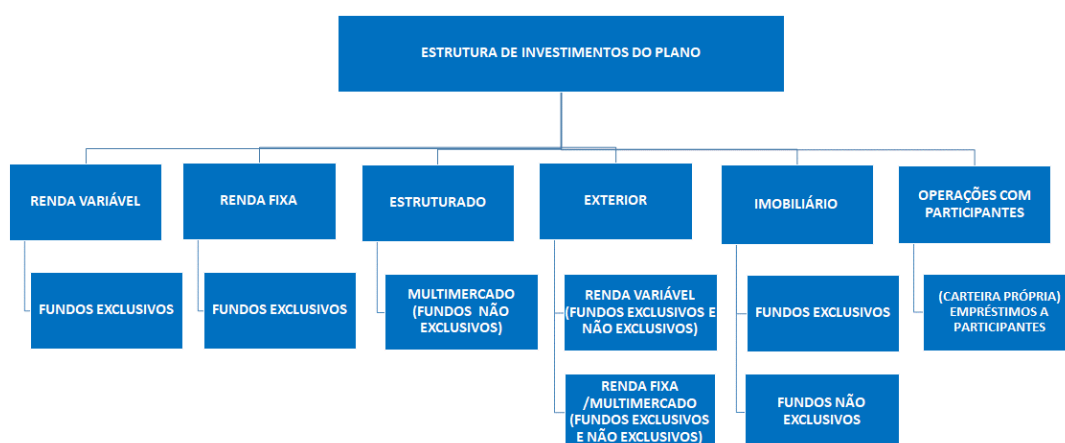 ESTRUTURA DE INVESTIMENTOS DO PLANO
RENDA VARIÁVEL
RENDA FIXA
ESTRUTURADO
EXTERIOR
IMOBILIÁRIO
OPERAÇÕES COM
PARTICIPANTES
FUNDOS EXCLUSIVOS
FUNDOS EXCLUSIVOS
MULTIMERCADO
(FUNDOS NÃO
EXCLUSIVOS)
RENDA VARIÁVEL
(FUNDOS EXCLUSIVOS E
NÃO EXCLUSIVOS)
FUNDOS EXCLUSIVOS
(CARTEIRA PRÓPRIA)
EMPRÉSTIMOS A
PARTICIPANTES
RENDA FIXA
/MULTIMERCADO
(FUNDOS EXCLUSIVOS
E NÃO EXCLUSIVOS)
FUNDOS NÃO
EXCLUSIVOS